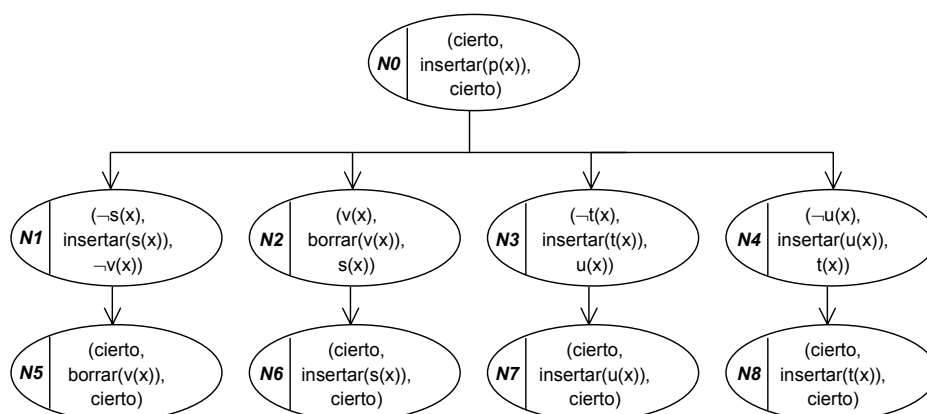 (cierto,
N0 insertar(p(x)),
cierto)
(¬s(x),
N1 insertar(s(x)),
¬v(x))
(v(x),
N2 borrar(v(x)),
s(x))
(¬t(x),
N3 insertar(t(x)),
u(x))
(¬u(x),
N4 insertar(u(x)),
t(x))
(cierto,
N5 borrar(v(x)),
cierto)
(cierto,
N6 insertar(s(x)),
cierto)
(cierto,
N7 insertar(u(x)),
cierto)
(cierto,
N8 insertar(t(x)),
cierto)